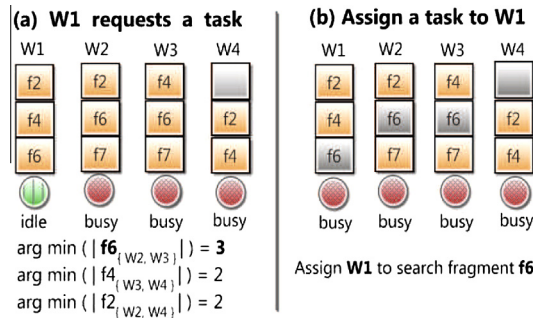 (a) W1 requests a task
W1 W2 W3 W4
f2 f2 f4
f4 f6 f6 f2
f6 f7 f7 f4
idle busy busy busy
arg min (|f6{ W2, W3 }|) = 3
arg min (|f4{ W3, W4 }|) = 2
arg min (|f2{ W2, W4 }|) = 2
(b) Assign a task to W1
W1 W2 W3 W4
f2 f2 f4
f4 f6 f6 f2
f6 f7 f7 f4
busy busy busy busy
Assign W1 to search fragment f6